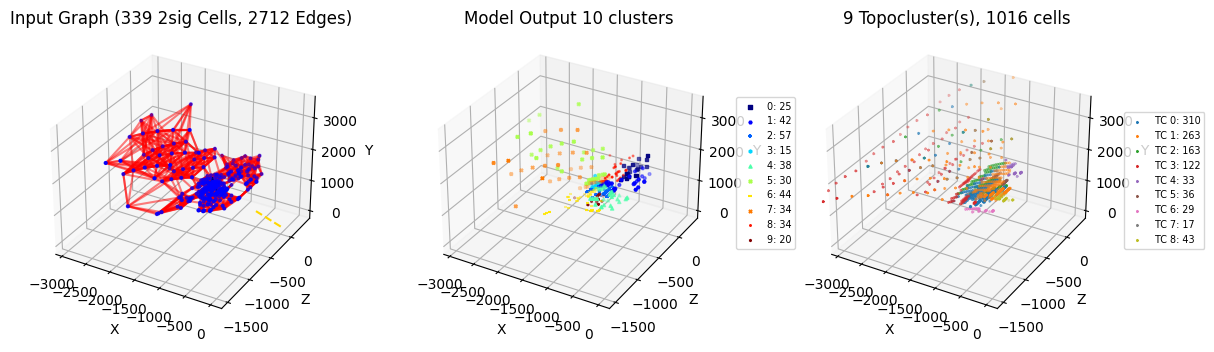 Input Graph (339 2sig Cells, 2712 Edges)
3000
2000
1000
0
Y
0
−500
−1000
−1500
Z
−3000
−2500
−2000
−1500
−1000
−500
0
X
Model Output 10 clusters
3000
2000
1000
0
Y
0
−500
−1000
−1500
Z
−3000
−2500
−2000
−1500
−1000
−500
0
X
0: 25
1: 42
2: 57
3: 15
4: 38
5: 30
6: 44
7: 34
8: 34
9: 20
9 Topocluster(s), 1016 cells
3000
2000
1000
0
Y
0
−500
−1000
−1500
Z
−3000
−2500
−2000
−1500
−1000
−500
0
X
TC 0: 310
TC 1: 263
TC 2: 163
TC 3: 122
TC 4: 33
TC 5: 36
TC 6: 29
TC 7: 17
TC 8: 43